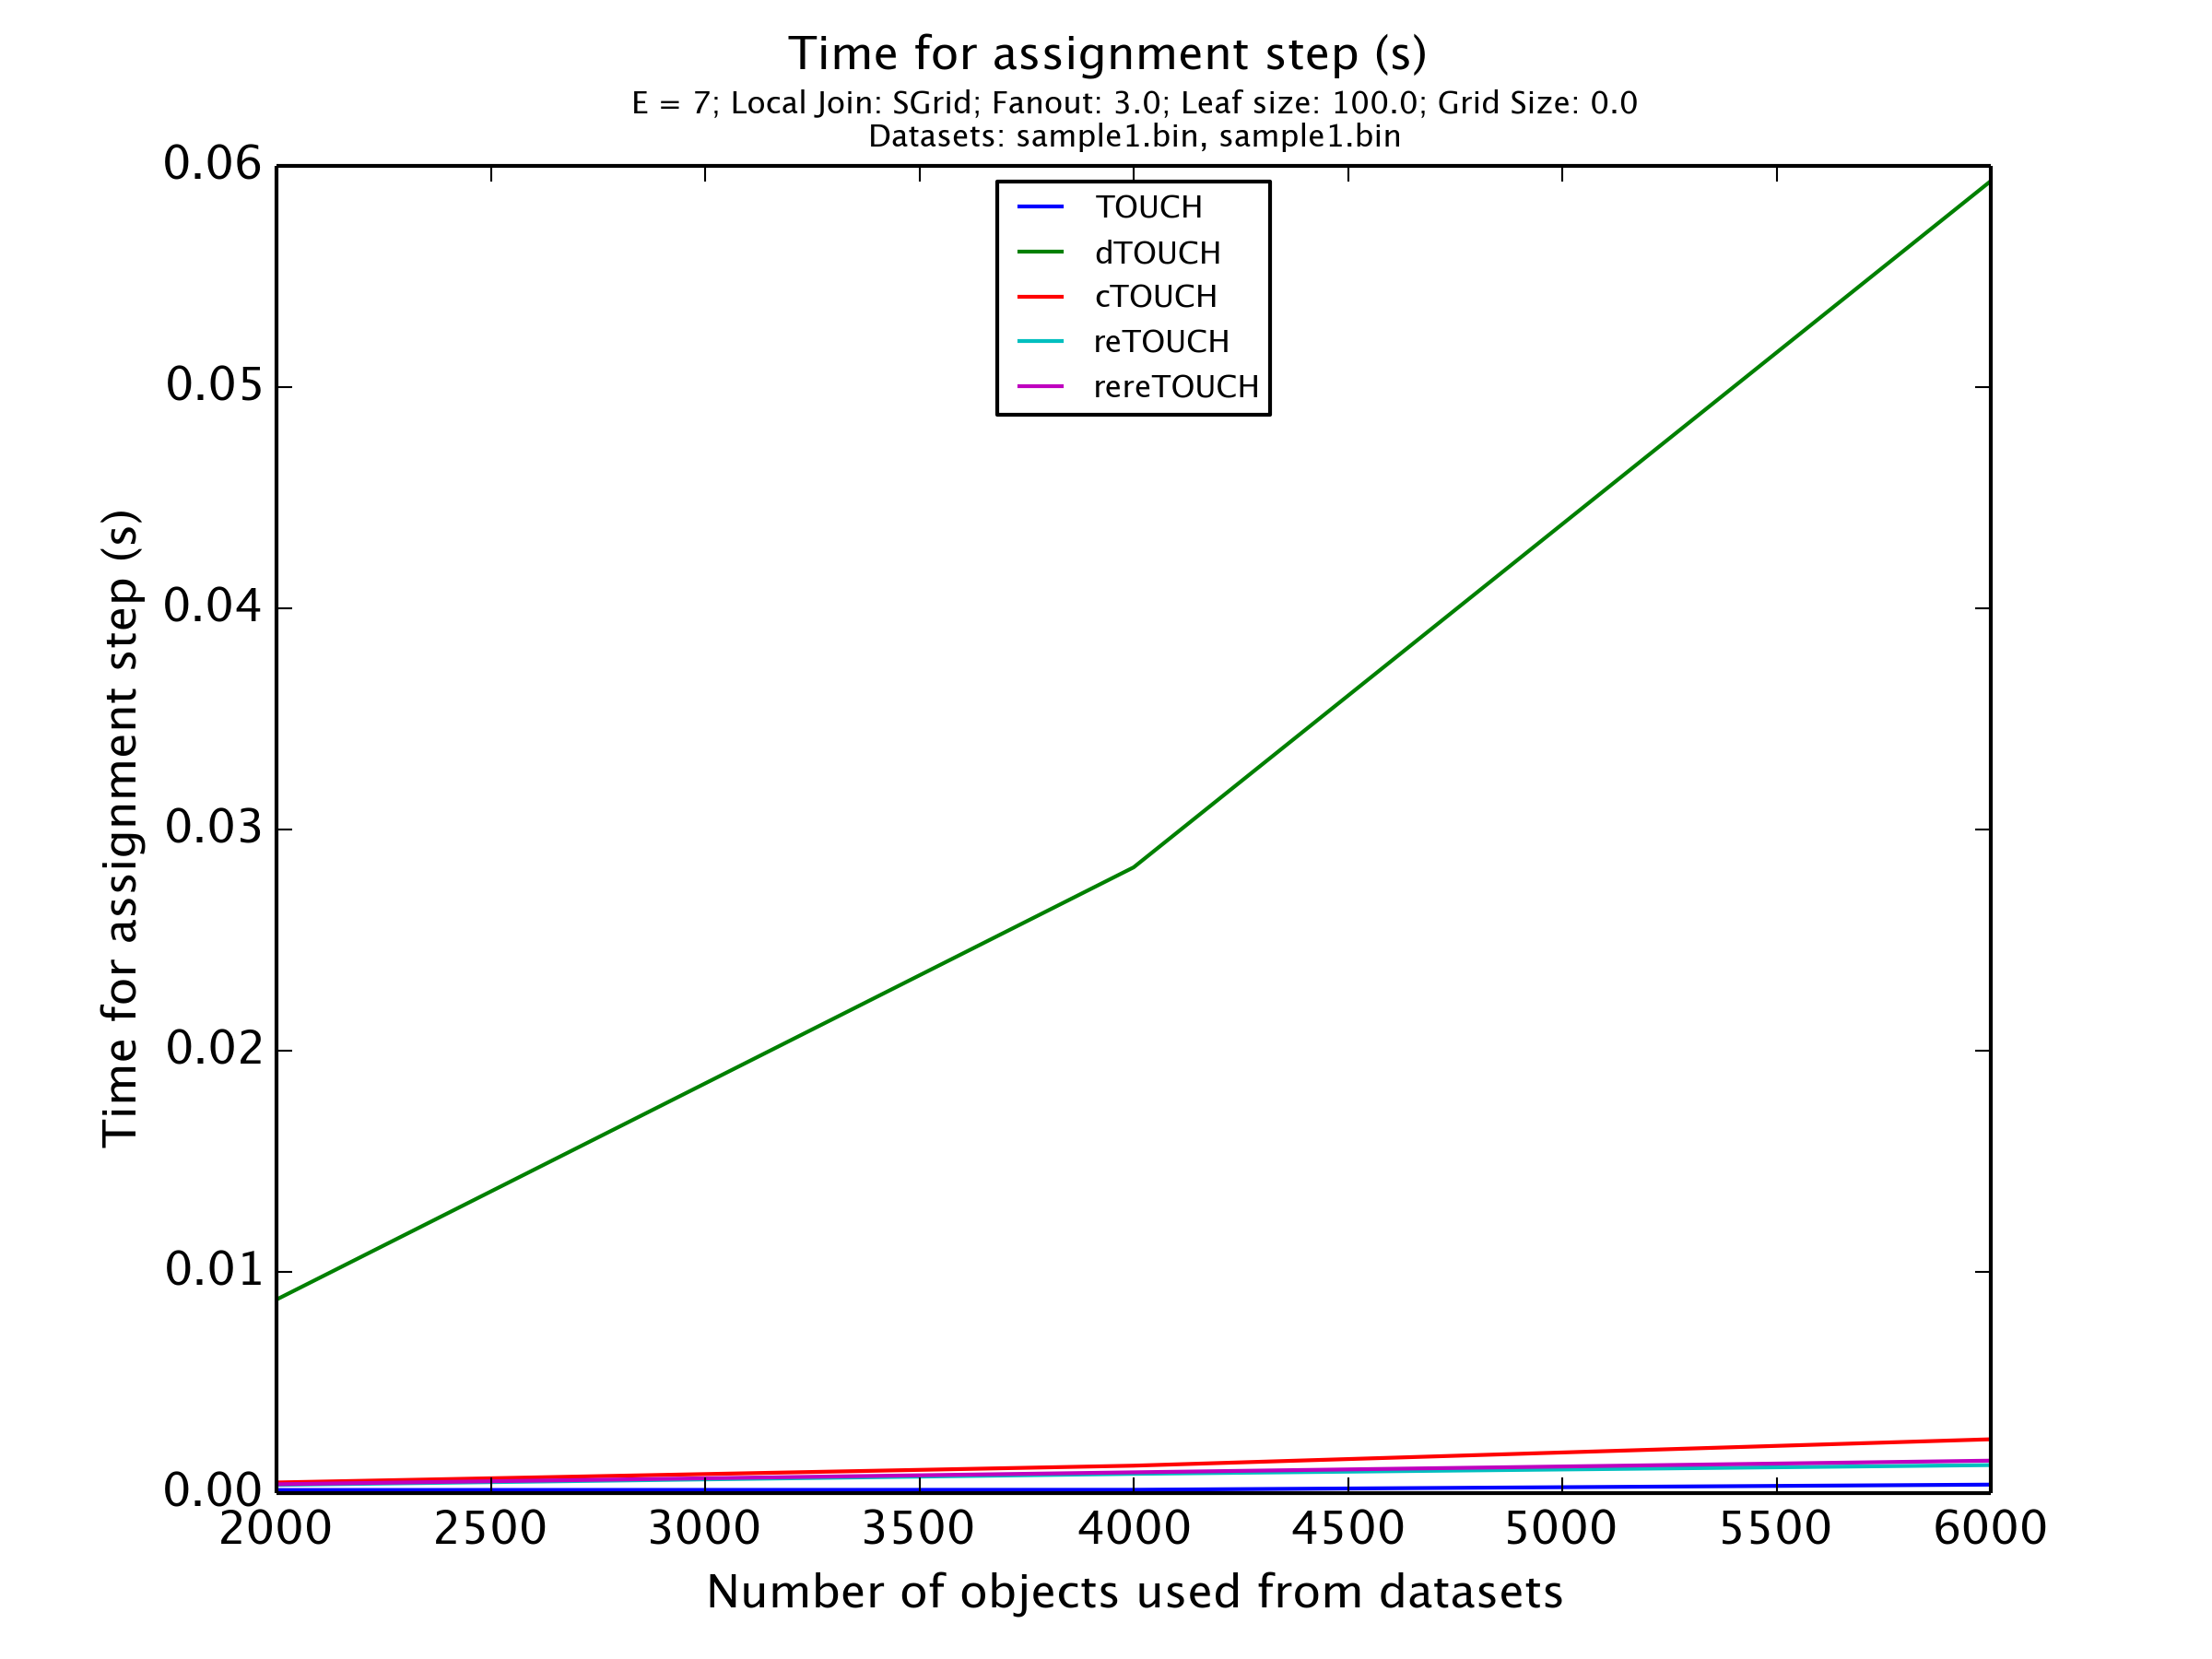 Time for assignment step (s)
E = 7; Local Join: SGrid; Fanout: 3.0; Leaf size: 100.0; Grid Size: 0.0
Datasets: sample1.bin, sample1.bin
TOUCH
dTOUCH
cTOUCH
reTOUCH
rereTOUCH
Time for assignment step (s)
0.06
0.05
0.04
0.03
0.02
0.01
0.00
2000 2500 3000 3500 4000 4500 5000 5500 6000
Number of objects used from datasets